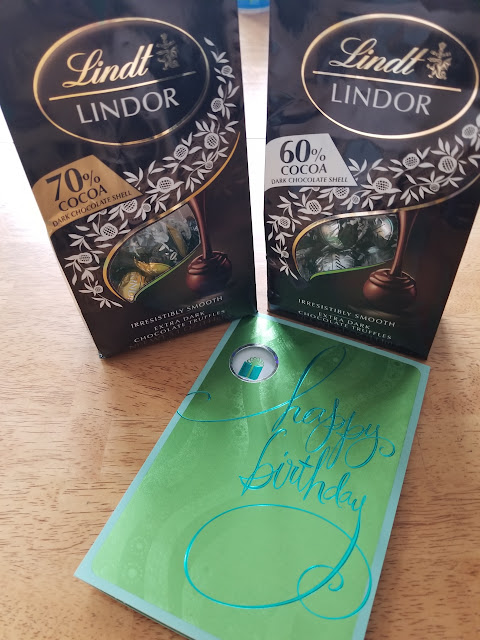 Lindt
LINDOR
70%
COCOA
DARK CHOCOLATE SHELL
IRRESISTIBLY SMOOTH
EXTRA DARK
CHOCOLATE TRUFFLES
Lindt
LINDOR
60%
COCOA
DARK CHOCOLATE SHELL
IRRESISTIBLY SMOOTH
EXTRA DARK
CHOCOLATE TRUFFLES
happy
birthday